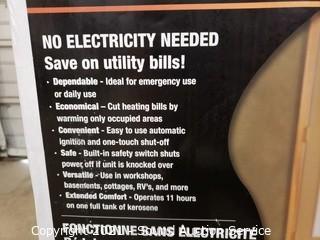 NO ELECTRICITY NEEDED
Save on utility bills!
• Dependable - Ideal for emergency use
or daily use
• Economical – Cut heating bills by
warming only occupied areas
• Convenient - Easy to use automatic
ignition and one-touch shut-off
• Safe - Built-in safety switch shuts
power off if unit is knocked over
• Versatile - Use in workshops,
basements, cottages, RV's, and more
• Extended Comfort - Operates 11 hours
on one full tank of kerosene
FONCTIONNE SANS ÉLECTRICITÉ